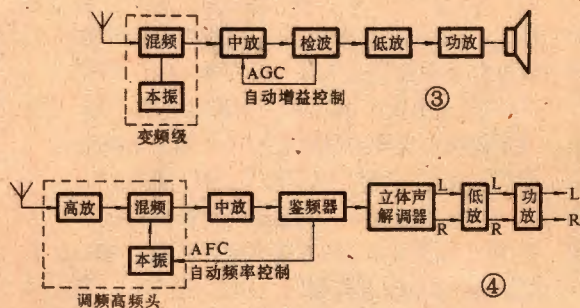 混频 中放 检波 低放 功放
AGC
自动增益控制 ③
本振
变频级
高放 混频 中放 鉴频器 立体声解调器 L 低放 L 功放 L
R R R
AFC
本振 自动频率控制 ④
调频高频头